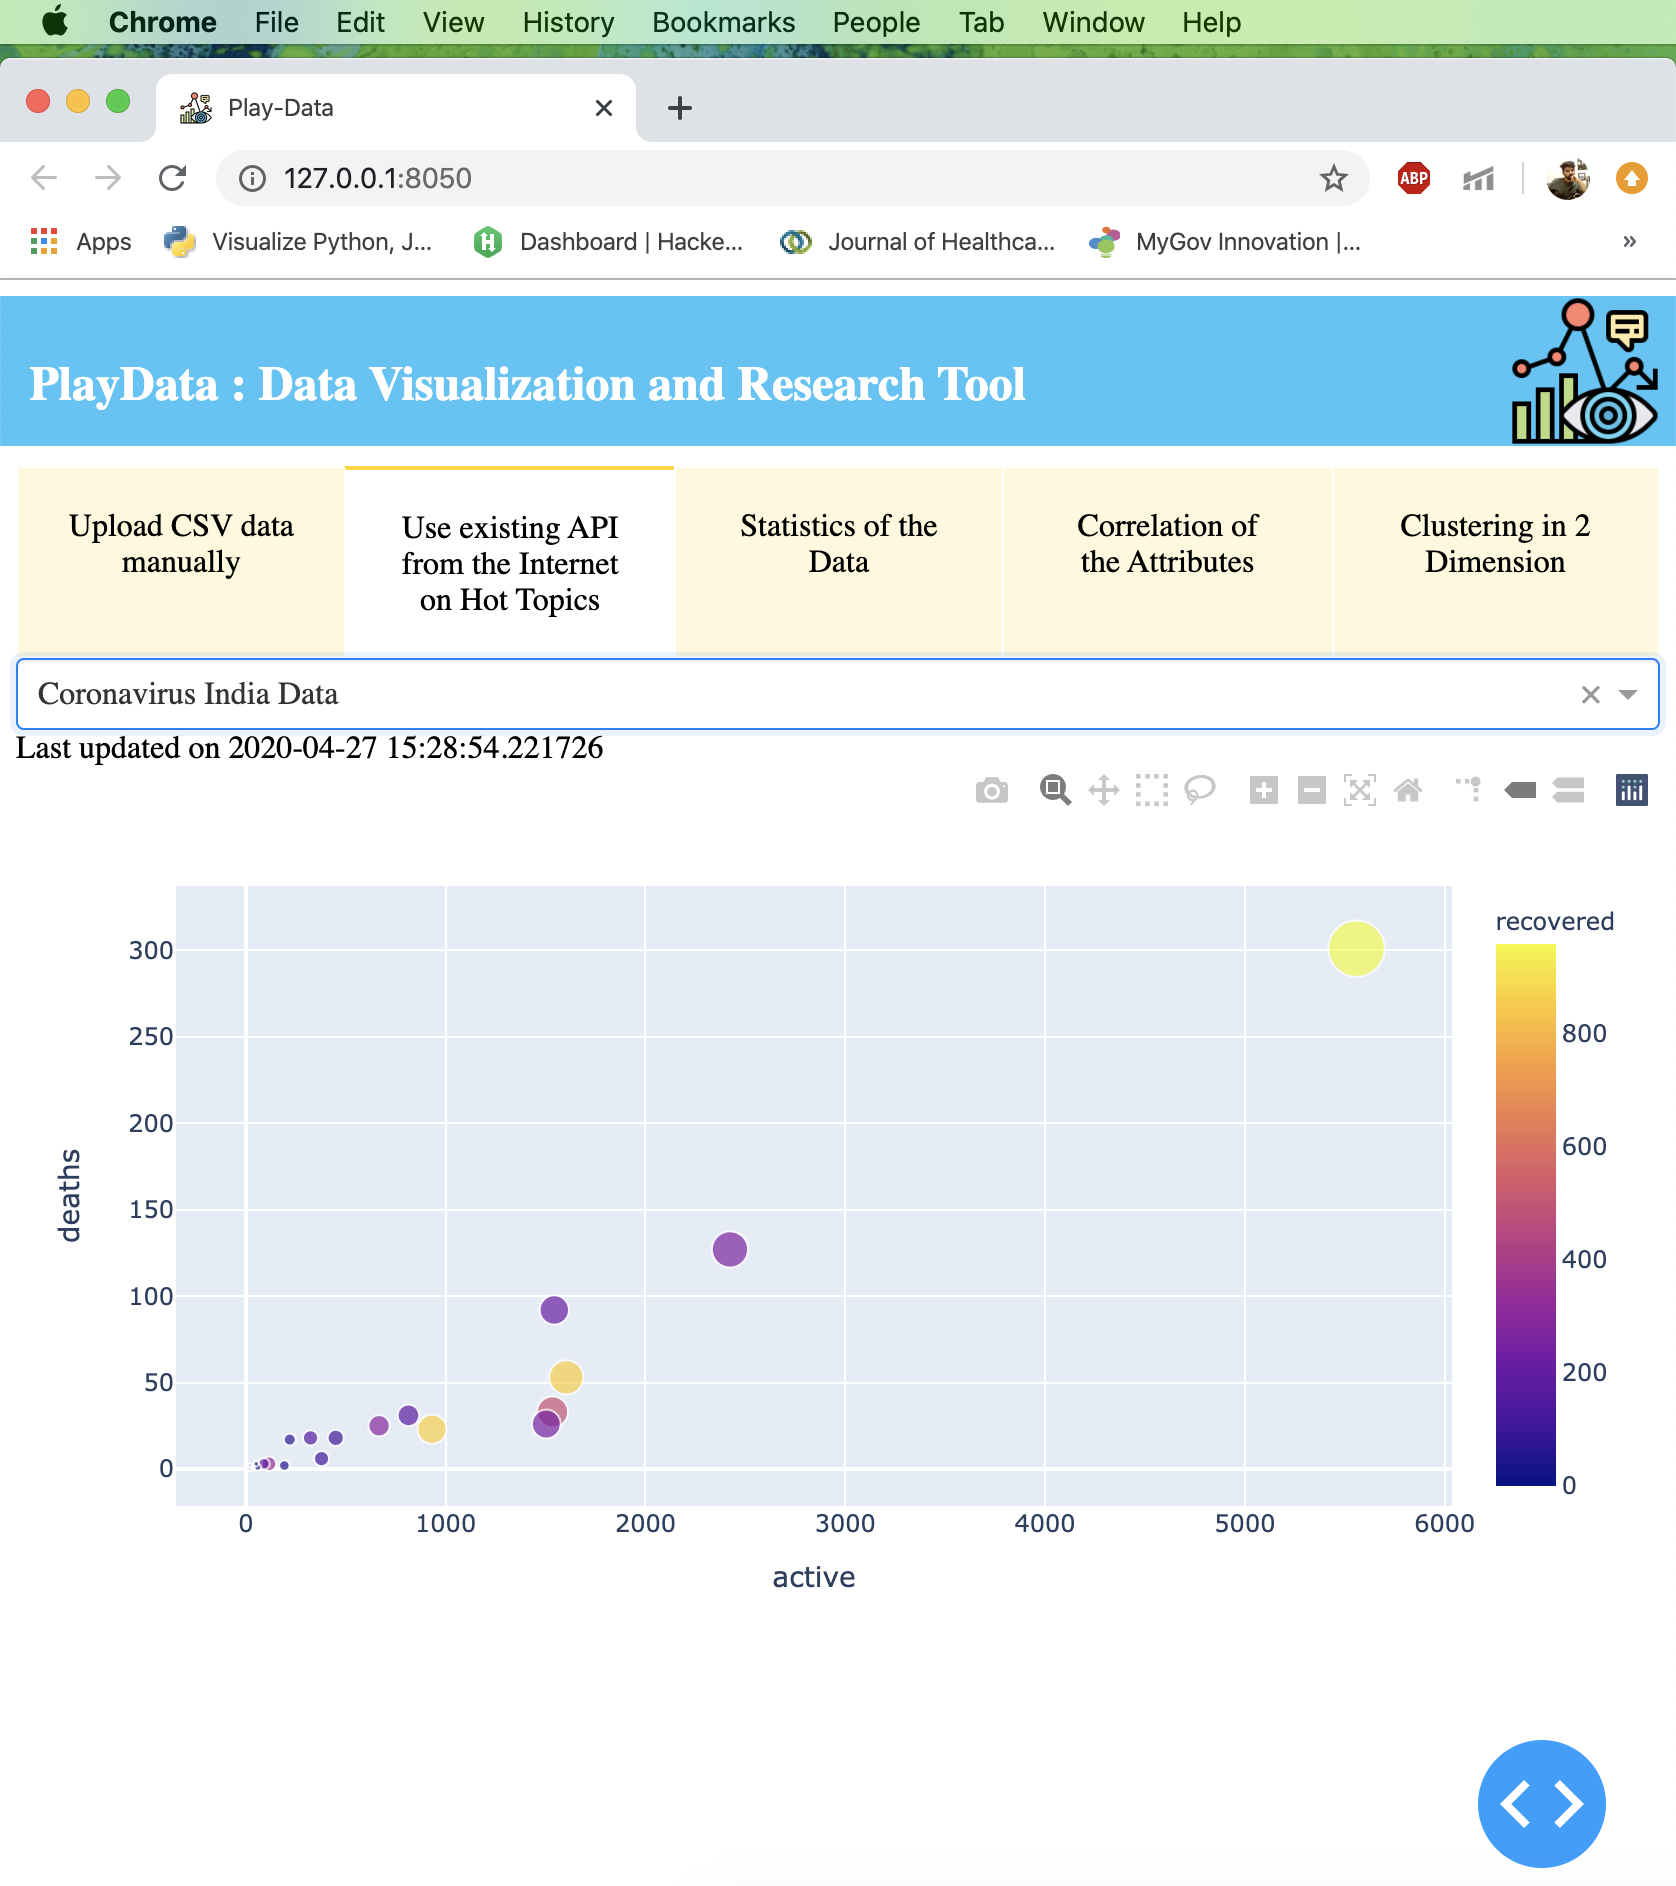 Chrome File Edit View History Bookmarks People Tab Window Help
Play-Data
127.0.0.1:8050
ABP
Apps Visualize Python, J... Dashboard | Hacke... Journal of Healthca... MyGov Innovation |... »
PlayData : Data Visualization and Research Tool
Upload CSV data
manually
Use existing API
from the Internet
on Hot Topics
Statistics of the
Data
Correlation of
the Attributes
Clustering in 2
Dimension
Coronavirus India Data
Last updated on 2020-04-27 15:28:54.221726
deaths
300
250
200
150
100
50
0
0 1000 2000 3000 4000 5000 6000
active
recovered
800
600
400
200
0